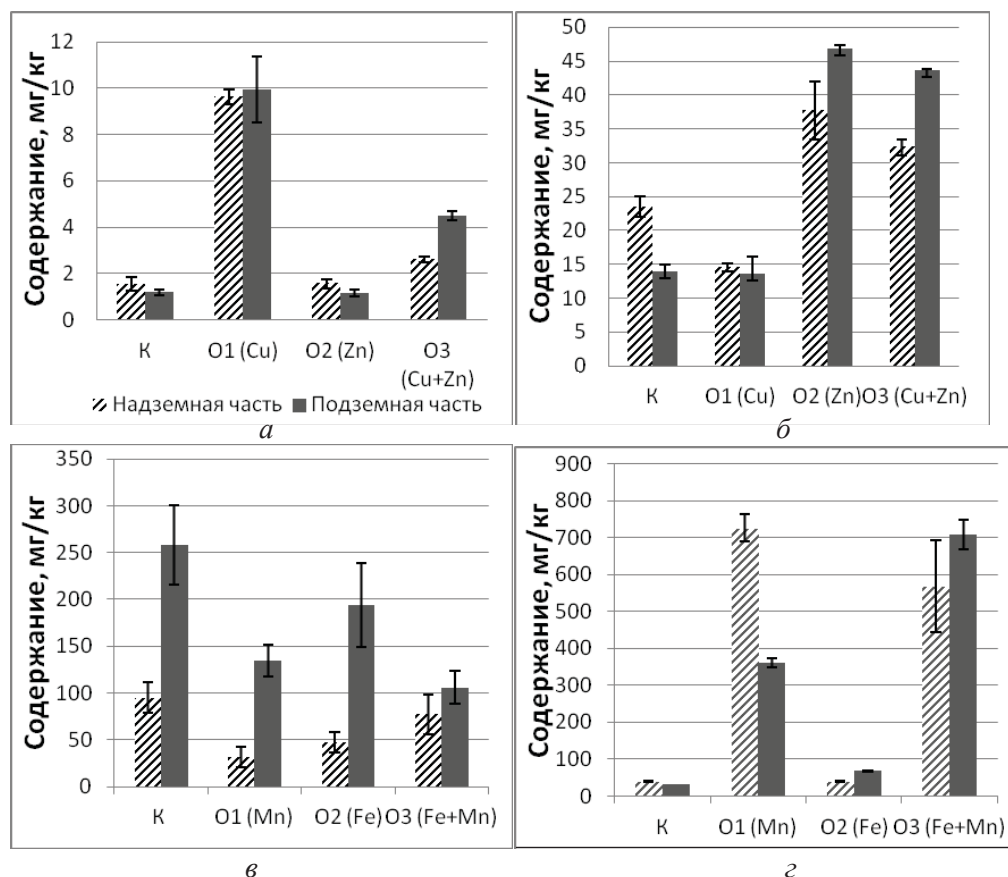 Содержание, мг/кг
12
10
8
6
4
2
0
К
О1 (Cu)
О2 (Zn)
О3
(Cu+Zn)
Надземная часть
Подземная часть
а
Содержание, мг/кг
50
45
40
35
30
25
20
15
10
5
0
К
О1 (Cu)
О2 (Zn)
О3 (Cu+Zn)
б
Содержание, мг/кг
350
300
250
200
150
100
50
0
К
О1 (Mn)
О2 (Fe)
О3 (Fe+Mn)
в
Содержание, мг/кг
900
800
700
600
500
400
300
200
100
0
К
О1 (Mn)
О2 (Fe)
О3 (Fe+Mn)
г